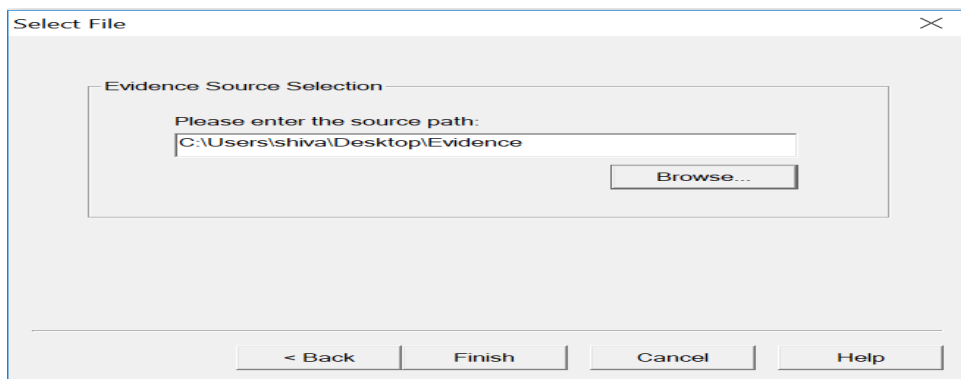 Select File
Evidence Source Selection
Please enter the source path:
C:\Users\shiva\Desktop\Evidence
Browse...
< Back Finish Cancel Help